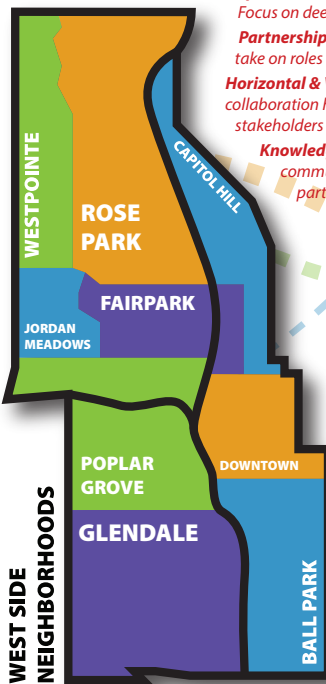 Focus on dee
Partnership
take on roles
Horizontal &
collaboration
stakeholders
Knowled
comm
part
WESTPOINTE
ROSE
PARK
CAPITOL HILL
FAIRPARK
JORDAN
MEADOWS
POPLAR
GROVE
DOWNTOWN
GLENDALE
BALL PARK
WEST SIDE
NEIGHBORHOODS